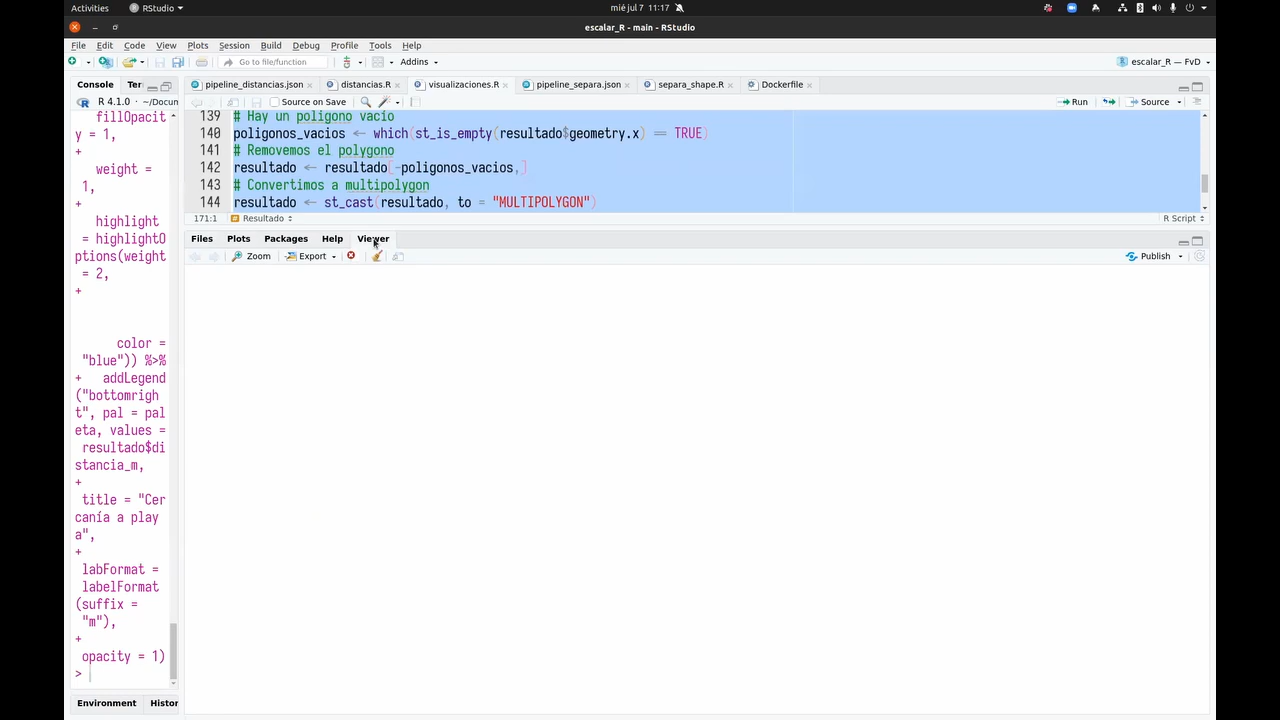 Activities RStudio mié jul 7 11:17
escalar_R - main - RStudio
File Edit Code View Plots Session Build Debug Profile Tools Help
Go to file/function Addins escalar_R — FvD
Console Ter pipeline_distancias.json distancias.R visualizaciones.R pipeline_separa.json separa_shape.R Dockerfile
R 4.1.0 · ~/Docun
Source on Save Run Source
139 # Hay un poligono vacio
140 poligonos_vacios <- which(st_is_empty(resultado$geometry.x) == TRUE)
141 # Removemos el polygono
142 resultado <- resultado[-poligonos_vacios,]
143 # Convertimos a multipolygon
144 resultado <- st_cast(resultado, to = "MULTIPOLYGON")
171:1 Resultado R Script
Files Plots Packages Help Viewer
Zoom Export Publish
fillOpacit
y = 1,
+
weight =
1,
+
highlight
= highlightO
ptions(weight
= 2,
+
color =
"blue")) %>%
+ addLegend
("bottomrigh
t", pal = pal
eta, values =
resultado$di
stancia_m,
+
title = "Cer
canía a play
a",
+
labFormat =
labelFormat
(suffix =
"m"),
+
opacity = 1)
>
Environment Histor